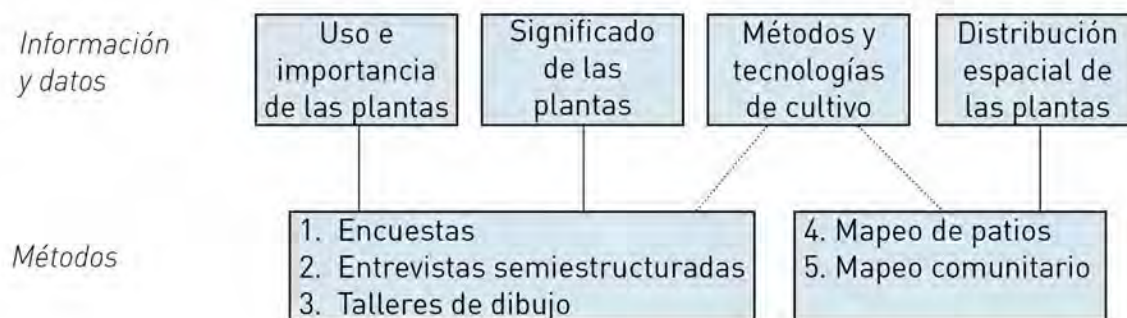 Información
y datos
Uso e
importancia
de las plantas
Significado
de las
plantas
Métodos y
tecnologías
de cultivo
Distribución
espacial de
las plantas
Métodos
1. Encuestas
2. Entrevistas semiestructuradas
3. Talleres de dibujo
4. Mapeo de patios
5. Mapeo comunitario